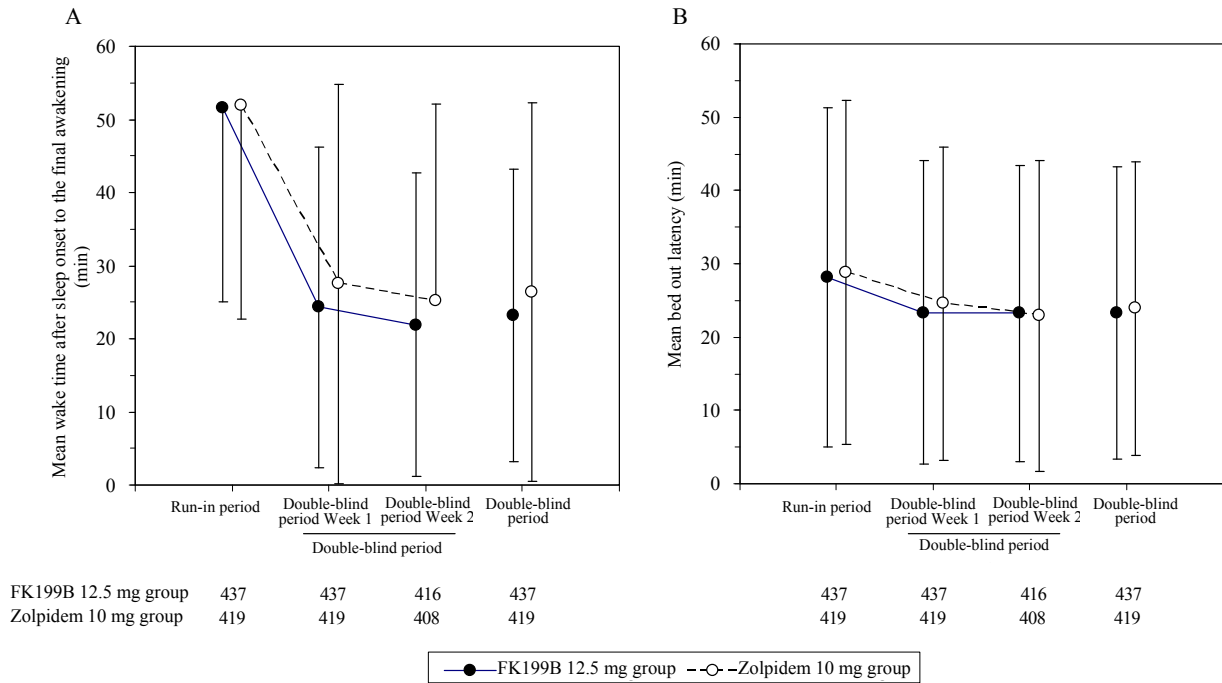 A
Mean wake time after sleep onset to the final awakening
(min)
60
50
40
30
20
10
0
Run-in period
Double-blind
period Week 1
Double-blind
period Week 2
Double-blind
period
Double-blind period
B
Mean bed out latency (min)
60
50
40
30
20
10
0
Run-in period
Double-blind
period Week 1
Double-blind
period Week 2
Double-blind
period
Double-blind period
FK199B 12.5 mg group 437 437 416 437 437 437 416 437
Zolpidem 10 mg group 419 419 408 419 419 419 408 419
FK199B 12.5 mg group Zolpidem 10 mg group